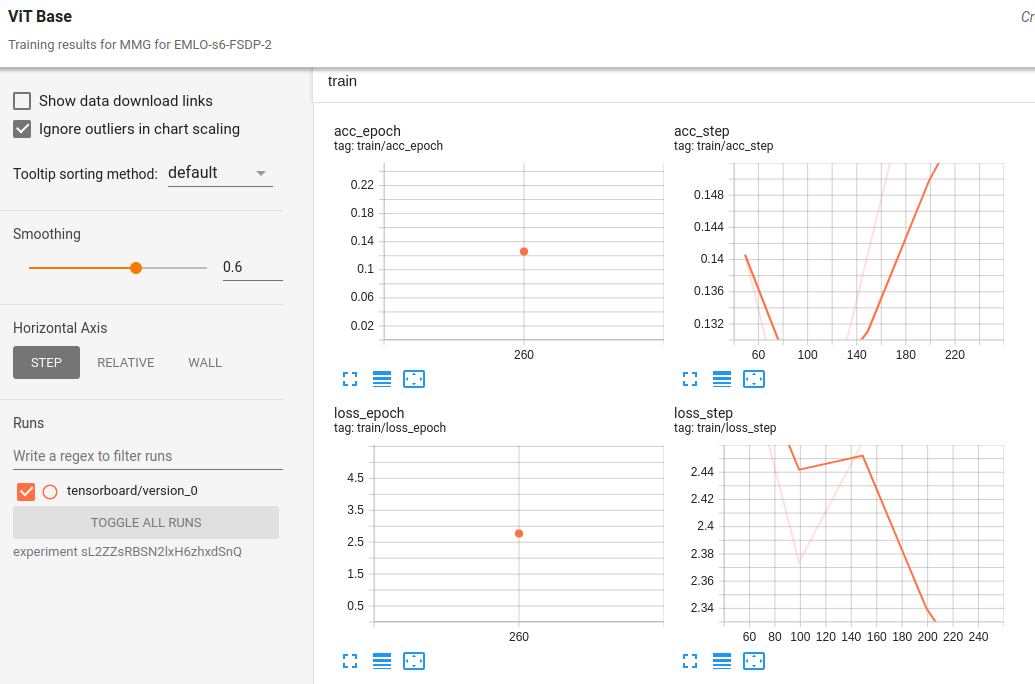 ViT Base
Cr
Training results for MMG for EMLO-s6-FSDP-2
Show data download links
Ignore outliers in chart scaling
Tooltip sorting method: default
Smoothing
0.6
Horizontal Axis
STEP RELATIVE WALL
Runs
Write a regex to filter runs
tensorboard/version_0
TOGGLE ALL RUNS
experiment sL2ZZsRBSN2lxH6zhxdSnQ
train
acc_epoch
tag: train/acc_epoch
0.22
0.18
0.14
0.1
0.06
0.02
260
acc_step
tag: train/acc_step
0.148
0.144
0.14
0.136
0.132
60 100 140 180 220
loss_epoch
tag: train/loss_epoch
4.5
3.5
2.5
1.5
0.5
260
loss_step
tag: train/loss_step
2.44
2.42
2.4
2.38
2.36
2.34
60 80 100 120 140 160 180 200 220 240